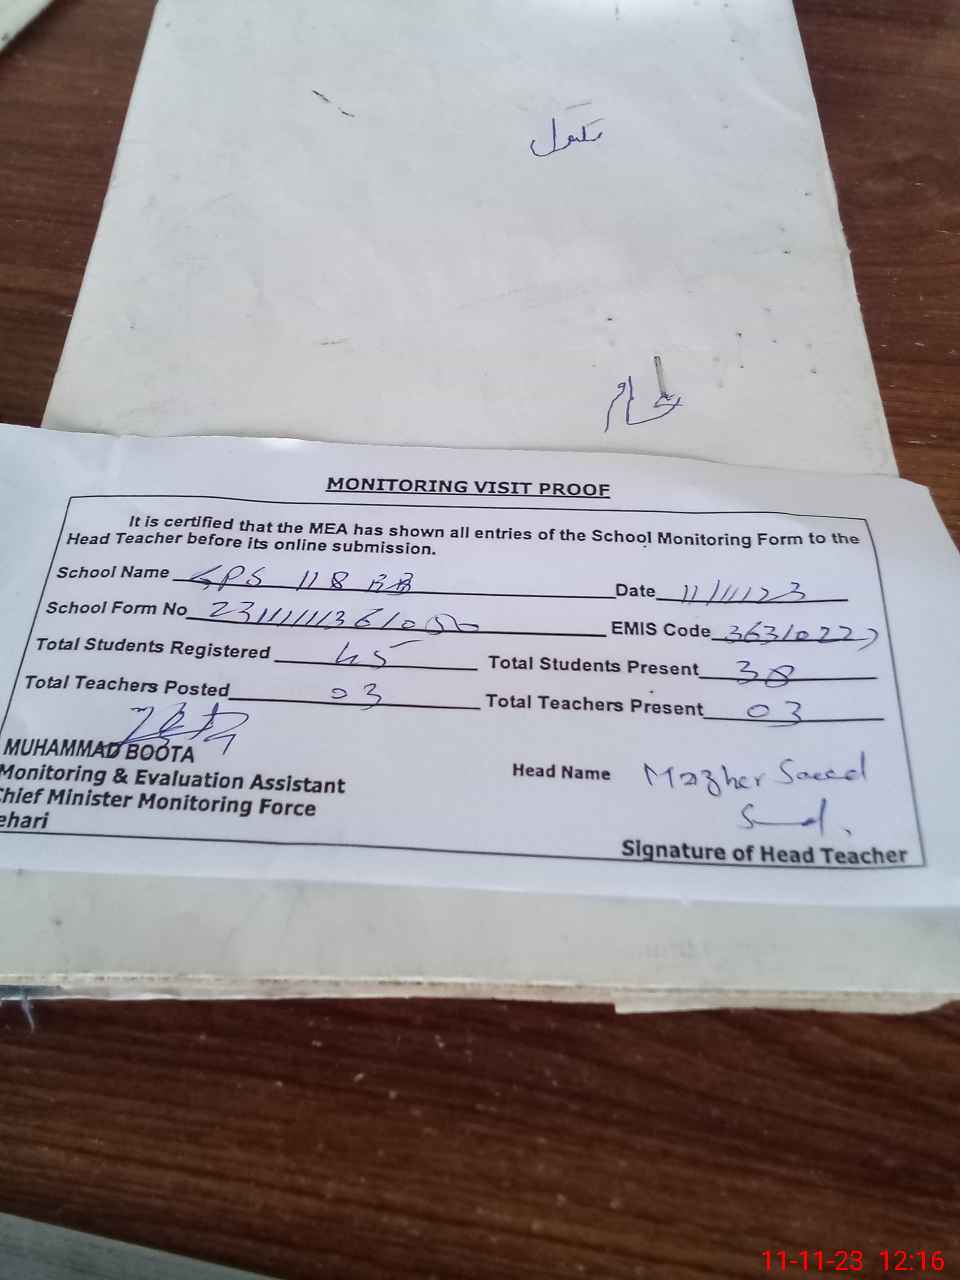 MONITORING VISIT PROOF
It is certified that the MEA has shown all entries of the School Monitoring Form to the
Head Teacher before its online submission.
School Name GPS 118 Date 11/11/23
School Form No EMIS Code 36310227
Total Students Registered 45 Total Students Present 38
Total Teachers Posted 03 Total Teachers Present 03
MUHAMMAD BOOTA
Monitoring & Evaluation Assistant
Chief Minister Monitoring Force
ehari
Head Name Mazher Saeed
Signature of Head Teacher
11-11-23 12:16